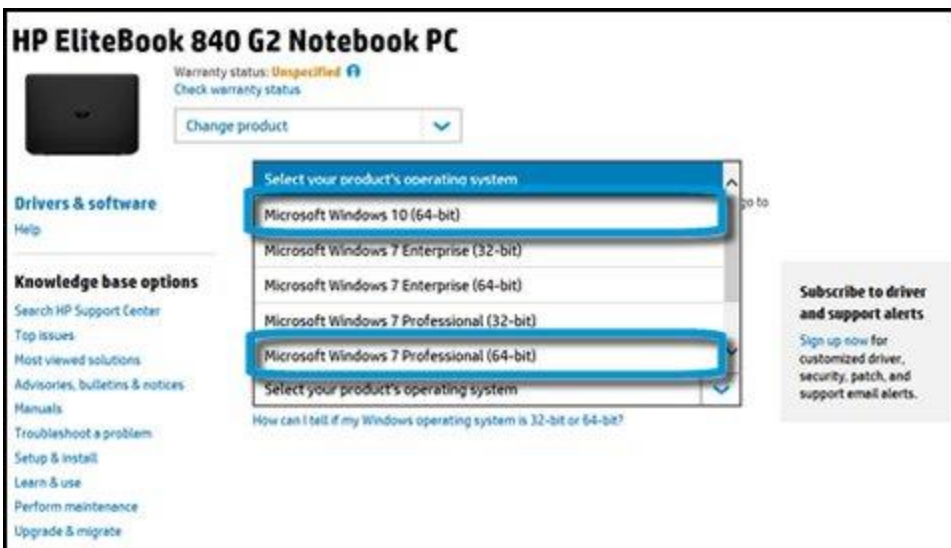 HP EliteBook 840 G2 Notebook PC
Warranty status: Unspecified
Check warranty status
Change product
Select your product's operating system
Microsoft Windows 10 (64-bit)
go to
Microsoft Windows 7 Enterprise (32-bit)
Microsoft Windows 7 Enterprise (64-bit)
Microsoft Windows 7 Professional (32-bit)
Microsoft Windows 7 Professional (64-bit)
Select your product's operating system
How can I tell if my Windows operating system is 32-bit or 64-bit?
Drivers & software
Help
Knowledge base options
Search HP Support Center
Top issues
Most viewed solutions
Advisories, bulletins & notices
Manuals
Troubleshoot a problem
Setup & install
Learn & use
Perform maintenance
Upgrade & migrate
Subscribe to driver
and support alerts
Sign up now for
customized driver,
security, patch, and
support email alerts.